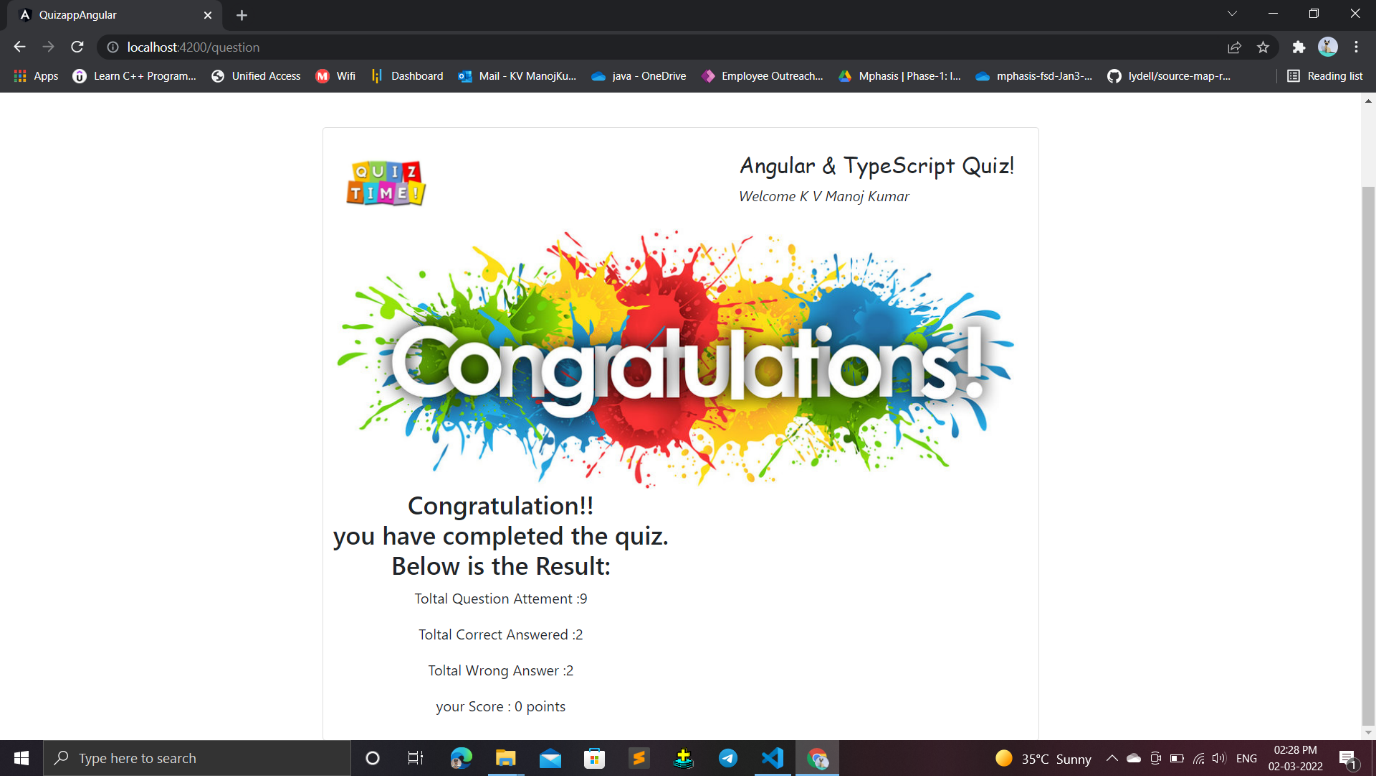 QuizappAngular
localhost:4200/question
Apps Learn C++ Program... Unified Access Wifi Dashboard Mail - KV ManojKu... java - OneDrive Employee Outreach... Mphasis | Phase-1: I... mphasis-fsd-Jan3-... lydell/source-map-r... Reading list
QUIZ
TIME!
Angular & TypeScript Quiz!
Welcome K V Manoj Kumar
Congratulations!
Congratulation!!
you have completed the quiz.
Below is the Result:
Toltal Question Attement :9
Toltal Correct Answered :2
Toltal Wrong Answer :2
your Score : 0 points
Type here to search
35°C Sunny
ENG
02:28 PM
02-03-2022
1